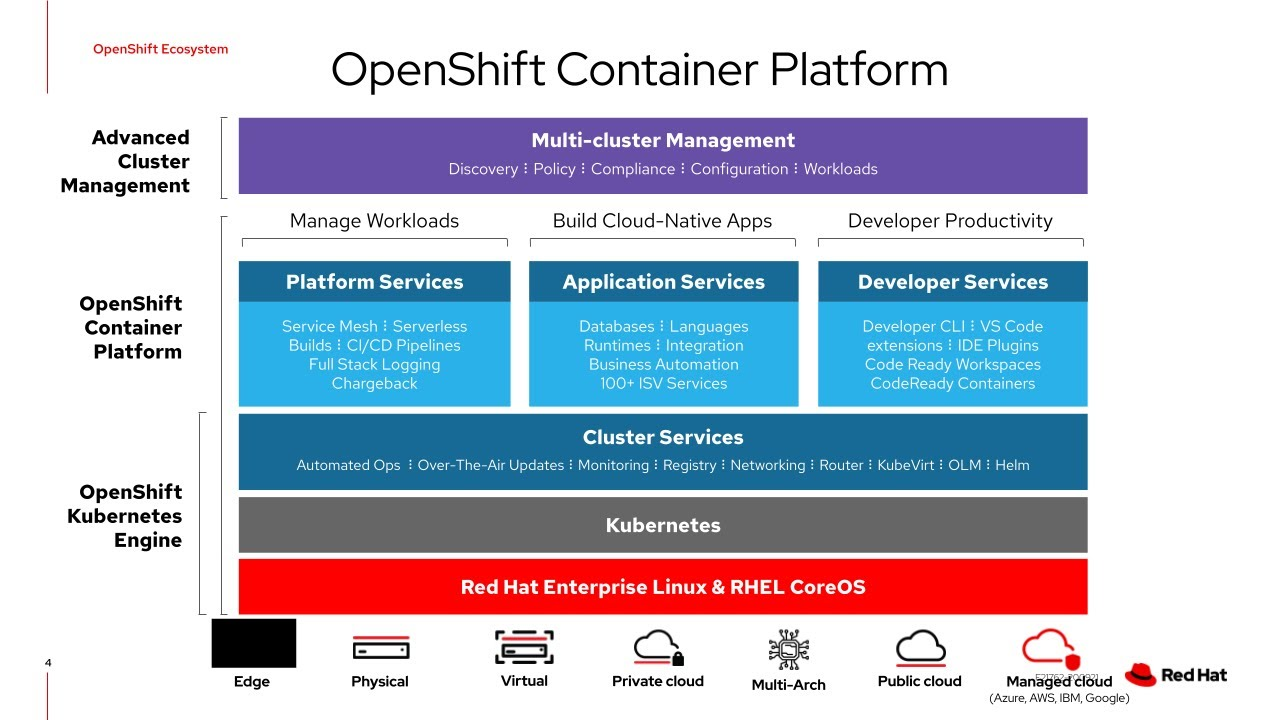 OpenShift Ecosystem
OpenShift Container Platform
Advanced
Cluster
Management
Multi-cluster Management
Discovery ⁝ Policy ⁝ Compliance ⁝ Configuration ⁝ Workloads
Manage Workloads
Build Cloud-Native Apps
Developer Productivity
OpenShift
Container
Platform
Platform Services
Service Mesh ⁝ Serverless
Builds ⁝ CI/CD Pipelines
Full Stack Logging
Chargeback
Application Services
Databases ⁝ Languages
Runtimes ⁝ Integration
Business Automation
100+ ISV Services
Developer Services
Developer CLI ⁝ VS Code
extensions ⁝ IDE Plugins
Code Ready Workspaces
CodeReady Containers
OpenShift
Kubernetes
Engine
Cluster Services
Automated Ops ⁝ Over-The-Air Updates ⁝ Monitoring ⁝ Registry ⁝ Networking ⁝ Router ⁝ KubeVirt ⁝ OLM ⁝ Helm
Kubernetes
Red Hat Enterprise Linux & RHEL CoreOS
Edge
Physical
Virtual
Private cloud
Multi-Arch
Public cloud
Managed cloud
(Azure, AWS, IBM, Google)
Red Hat
4